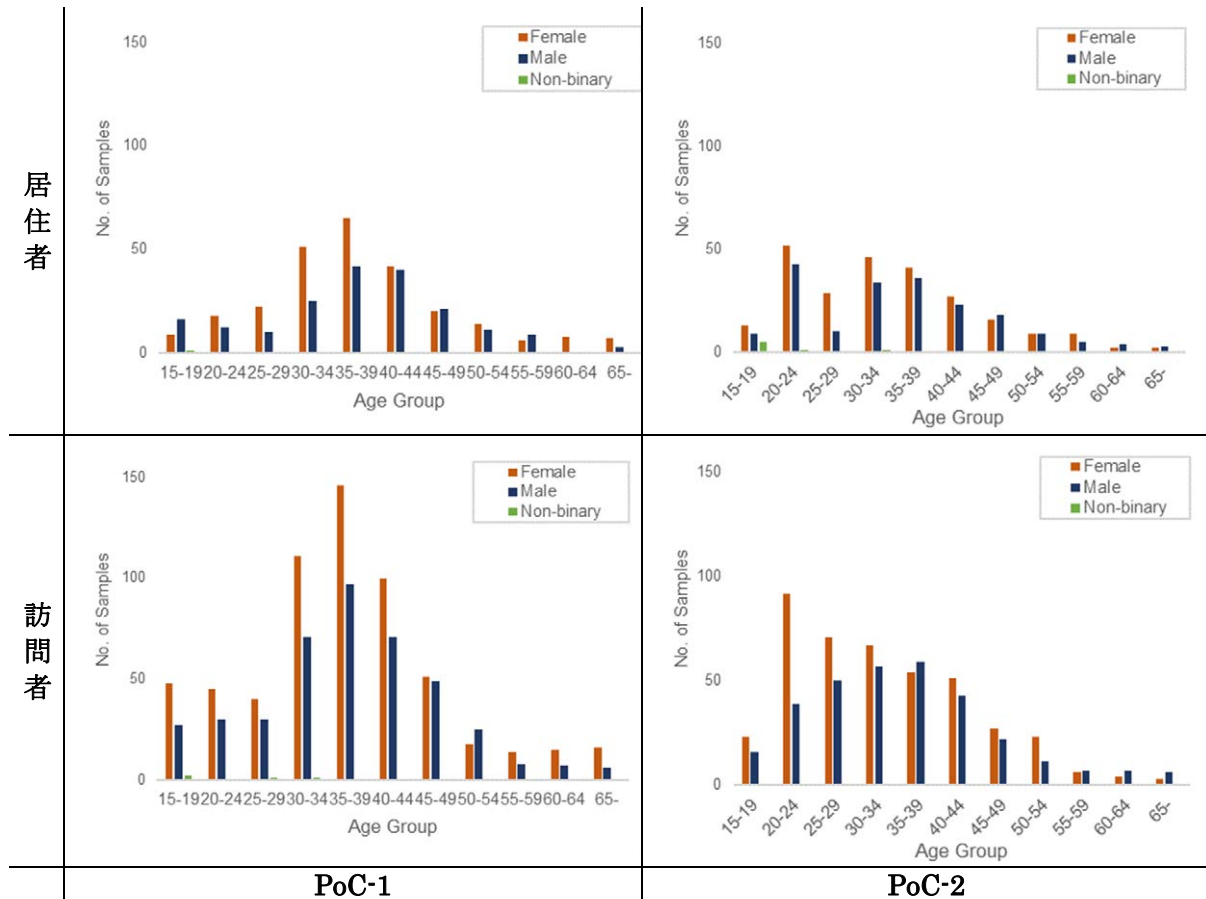 居住者
150
100
50
0
No. of Samples
Female
Male
Non-binary
15-19 20-24 25-29 30-34 35-39 40-44 45-49 50-54 55-59 60-64 65-
Age Group
150
100
50
0
No. of Samples
Female
Male
Non-binary
15-19 20-24 25-29 30-34 35-39 40-44 45-49 50-54 55-59 60-64 65-
Age Group
訪問者
150
100
50
0
No. of Samples
Female
Male
Non-binary
15-19 20-24 25-29 30-34 35-39 40-44 45-49 50-54 55-59 60-64 65-
Age Group
150
100
50
0
No. of Samples
Female
Male
Non-binary
15-19 20-24 25-29 30-34 35-39 40-44 45-49 50-54 55-59 60-64 65-
Age Group
PoC-1
PoC-2